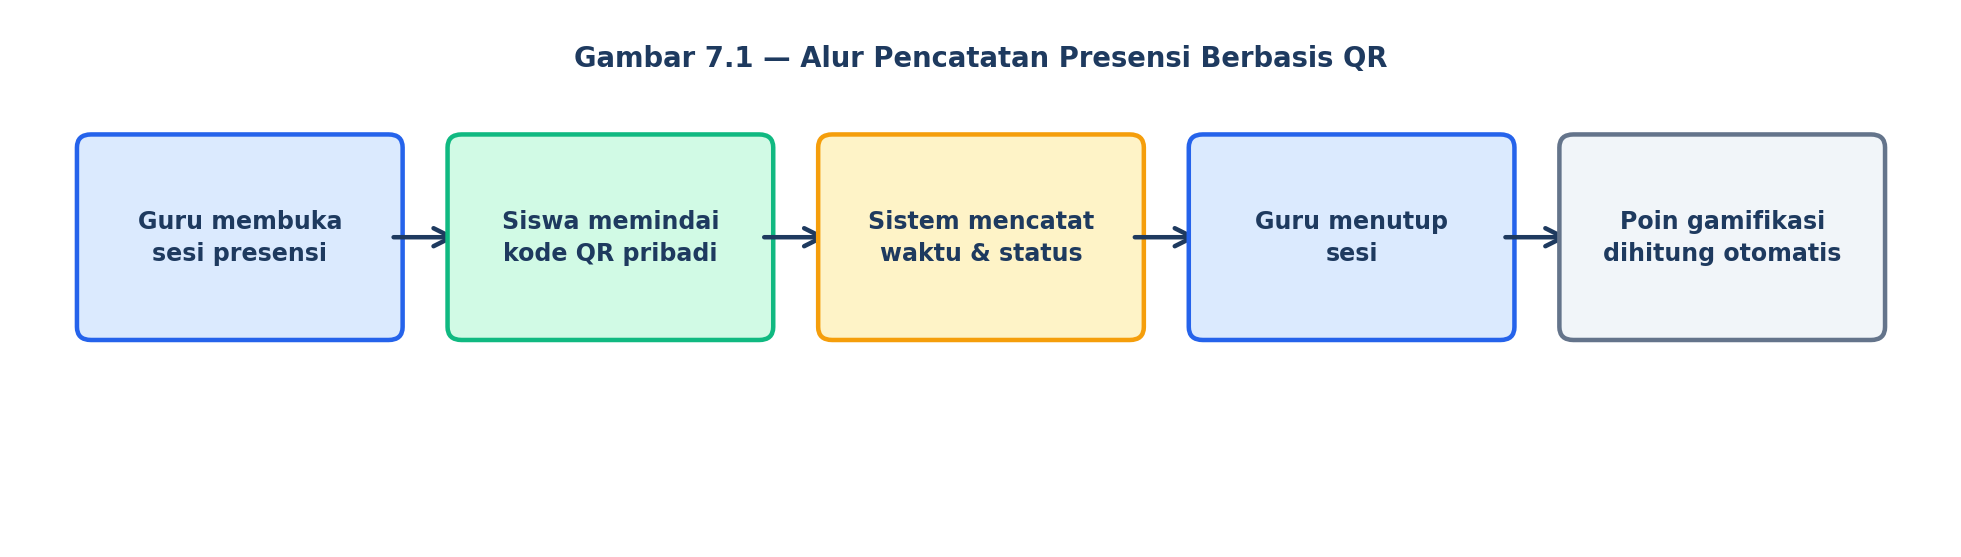 Gambar 7.1 — Alur Pencatatan Presensi Berbasis QR
Guru membuka
sesi presensi
Siswa memindai
kode QR pribadi
Sistem mencatat
waktu & status
Guru menutup
sesi
Poin gamifikasi
dihitung otomatis